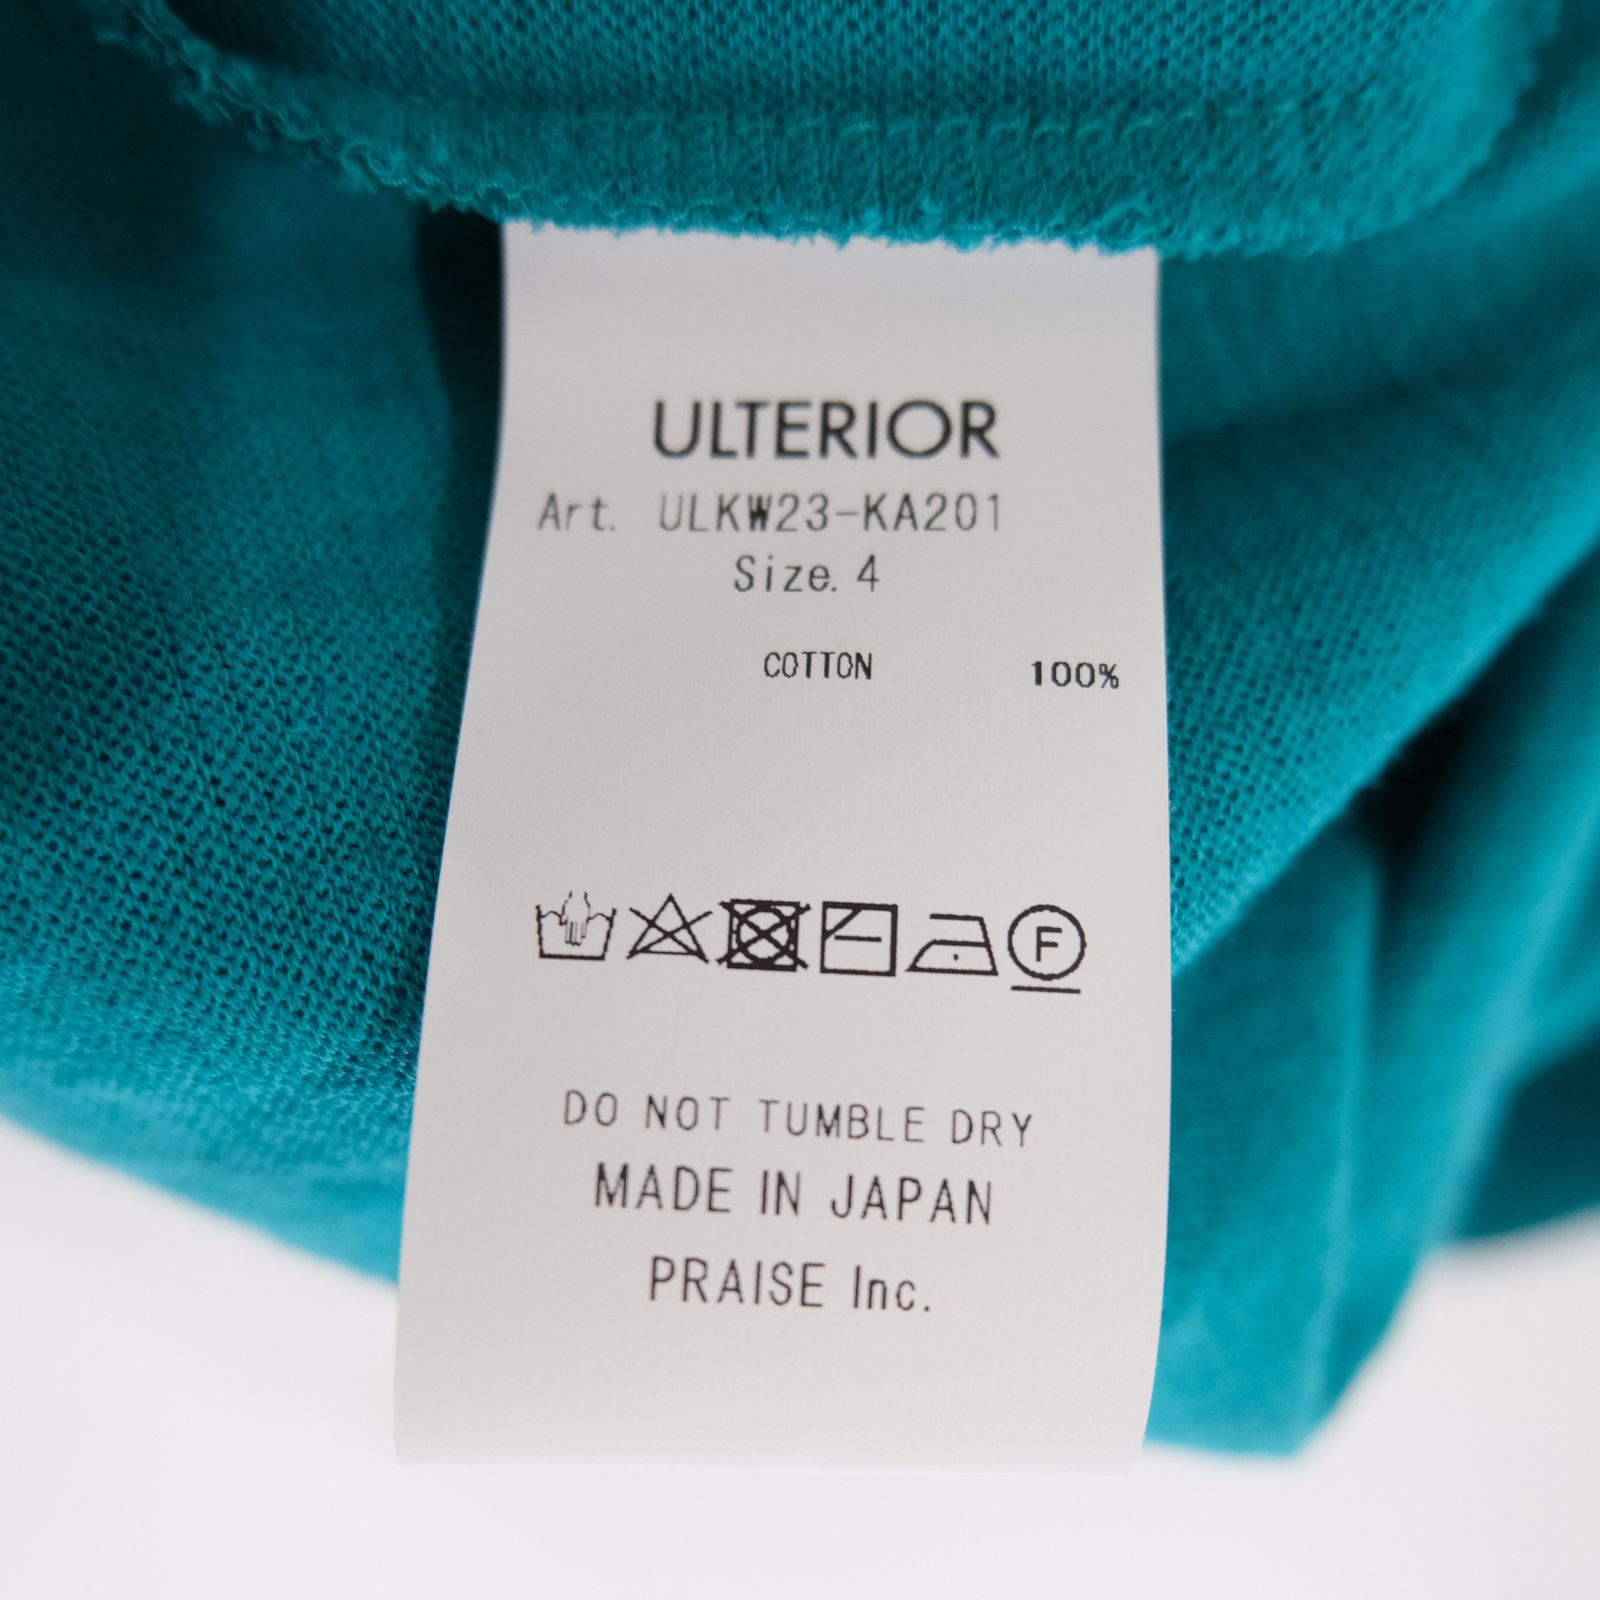 ULTERIOR
Art. ULKW23-KA201
Size. 4
COTTON 100%
F
DO NOT TUMBLE DRY
MADE IN JAPAN
PRAISE Inc.